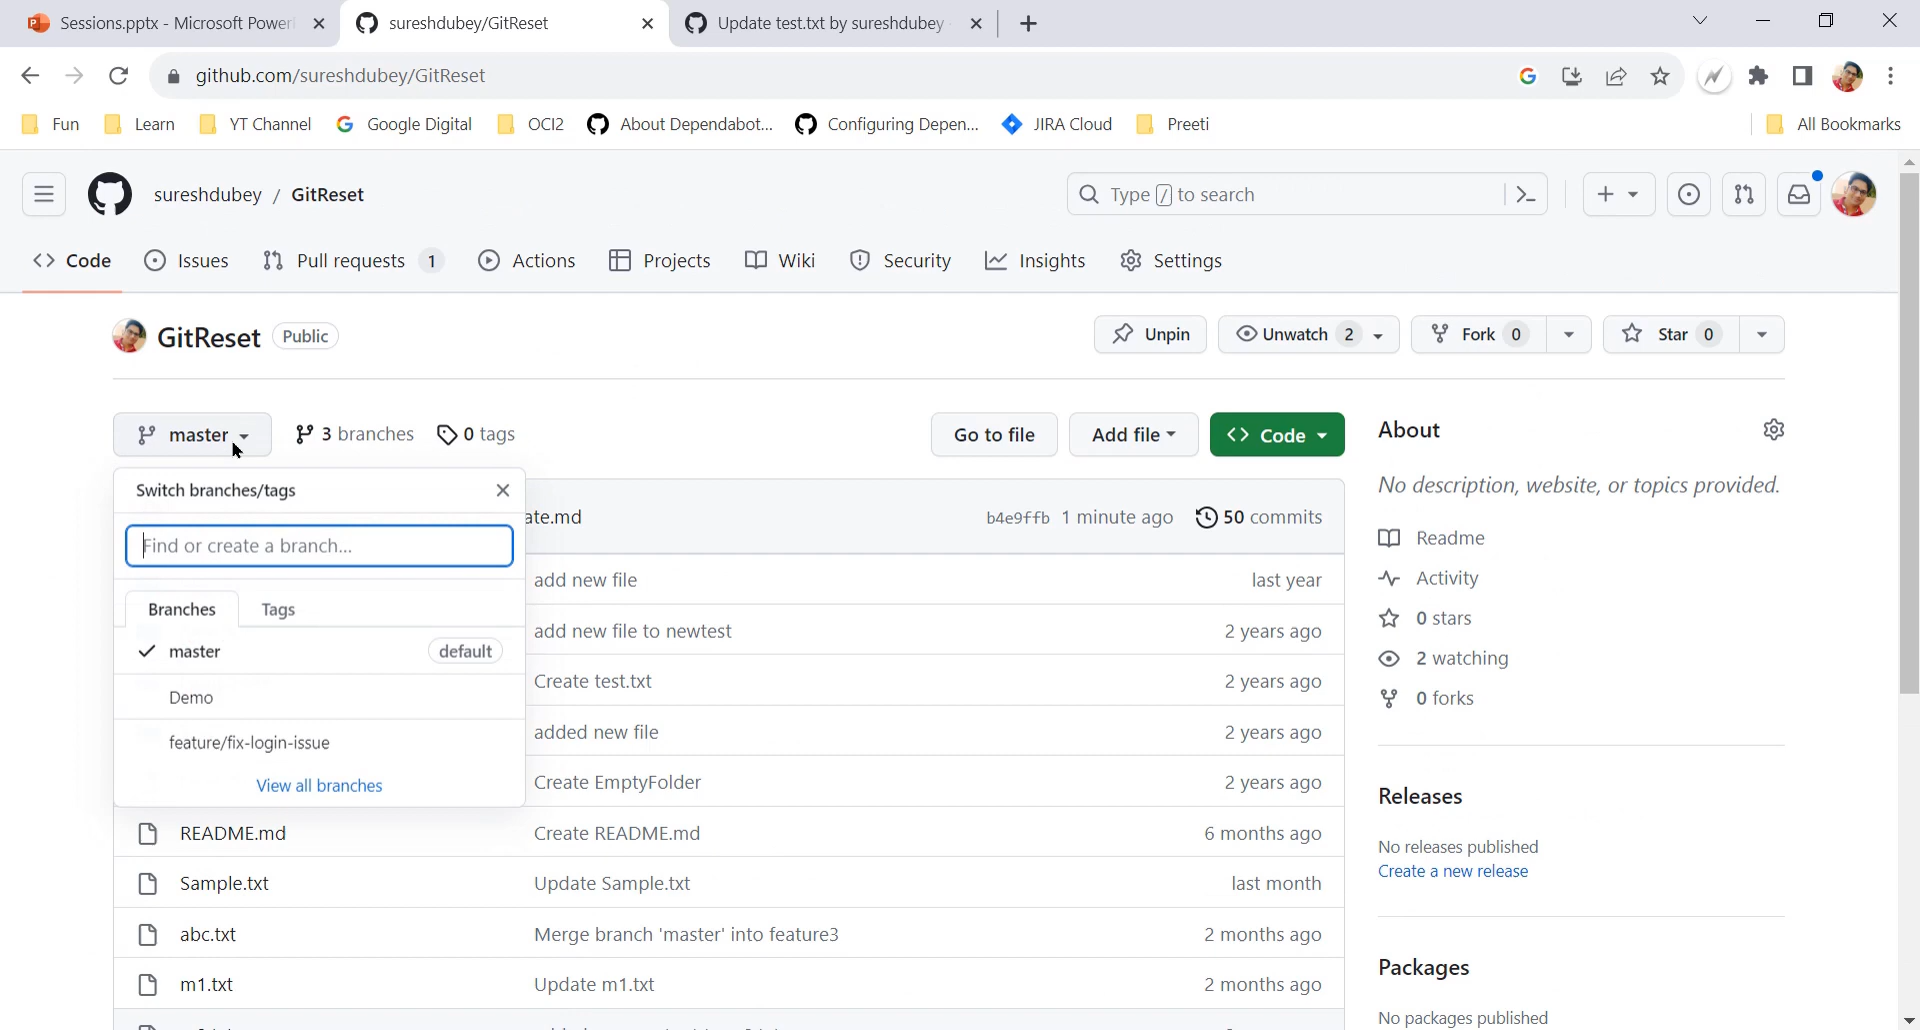 Sessions.pptx - Microsoft Power
sureshdubey/GitReset
Update test.txt by sureshdubey
github.com/sureshdubey/GitReset
Fun
Learn
YT Channel
Google Digital
OCI2
About Dependabot...
Configuring Depen...
JIRA Cloud
Preeti
All Bookmarks
sureshdubey / GitReset
Type / to search
Code
Issues
Pull requests 1
Actions
Projects
Wiki
Security
Insights
Settings
GitReset Public
Unpin
Unwatch 2
Fork 0
Star 0
master
3 branches
0 tags
Go to file
Add file
<> Code
About
No description, website, or topics provided.
Switch branches/tags
ate.md
b4e9ffb 1 minute ago
50 commits
Find or create a branch...
Readme
add new file
last year
Activity
Branches
Tags
0 stars
add new file to newtest
2 years ago
master default
2 watching
Create test.txt
2 years ago
Demo
0 forks
added new file
2 years ago
feature/fix-login-issue
View all branches
Create EmptyFolder
2 years ago
Releases
README.md
Create README.md
6 months ago
No releases published
Create a new release
Sample.txt
Update Sample.txt
last month
abc.txt
Merge branch 'master' into feature3
2 months ago
Packages
m1.txt
Update m1.txt
2 months ago
No packages published